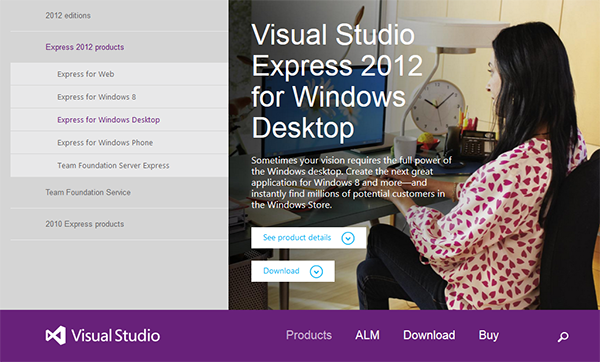 2012 editions
Express 2012 products
Express for Web
Express for Windows 8
Express for Windows Desktop
Express for Windows Phone
Team Foundation Server Express
Team Foundation Service
2010 Express products
Visual Studio
Express 2012
for Windows
Desktop
Sometimes your vision requires the full power of
the Windows desktop. Create the next great
application for Windows 8 and more—and
instantly find millions of potential customers in
the Windows Store.
See product details
Download
Visual Studio
Products
ALM
Download
Buy